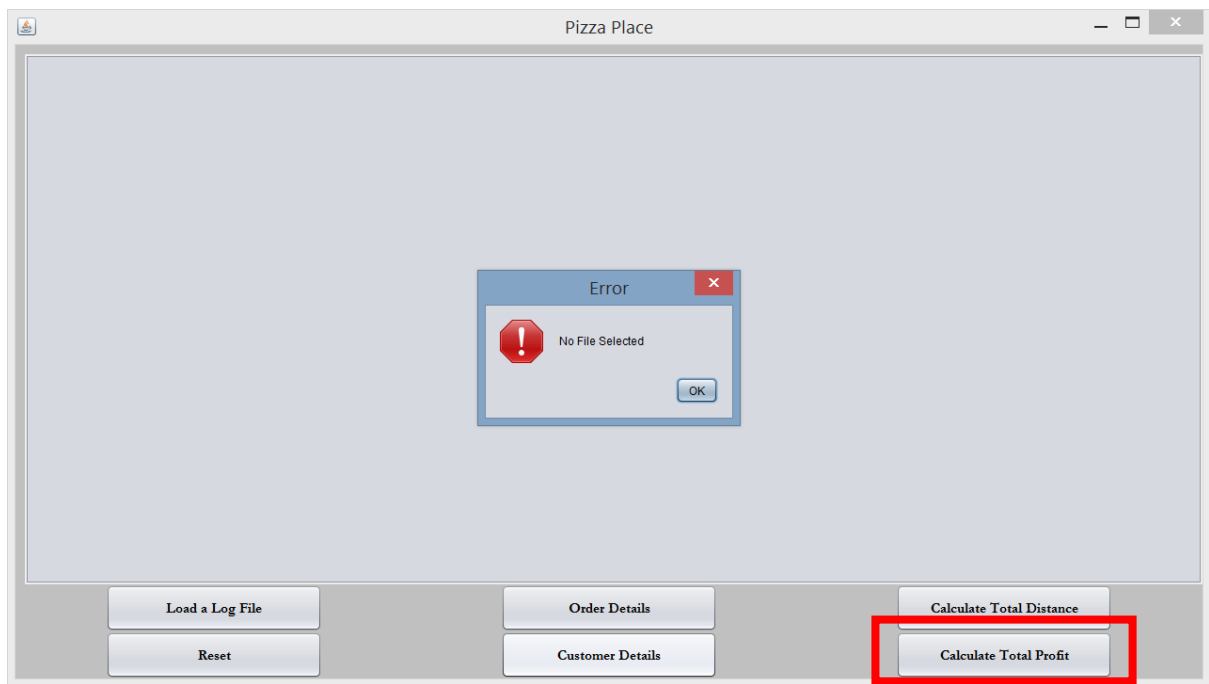 Pizza Place
Error
No File Selected
OK
Load a Log File
Order Details
Calculate Total Distance
Reset
Customer Details
Calculate Total Profit